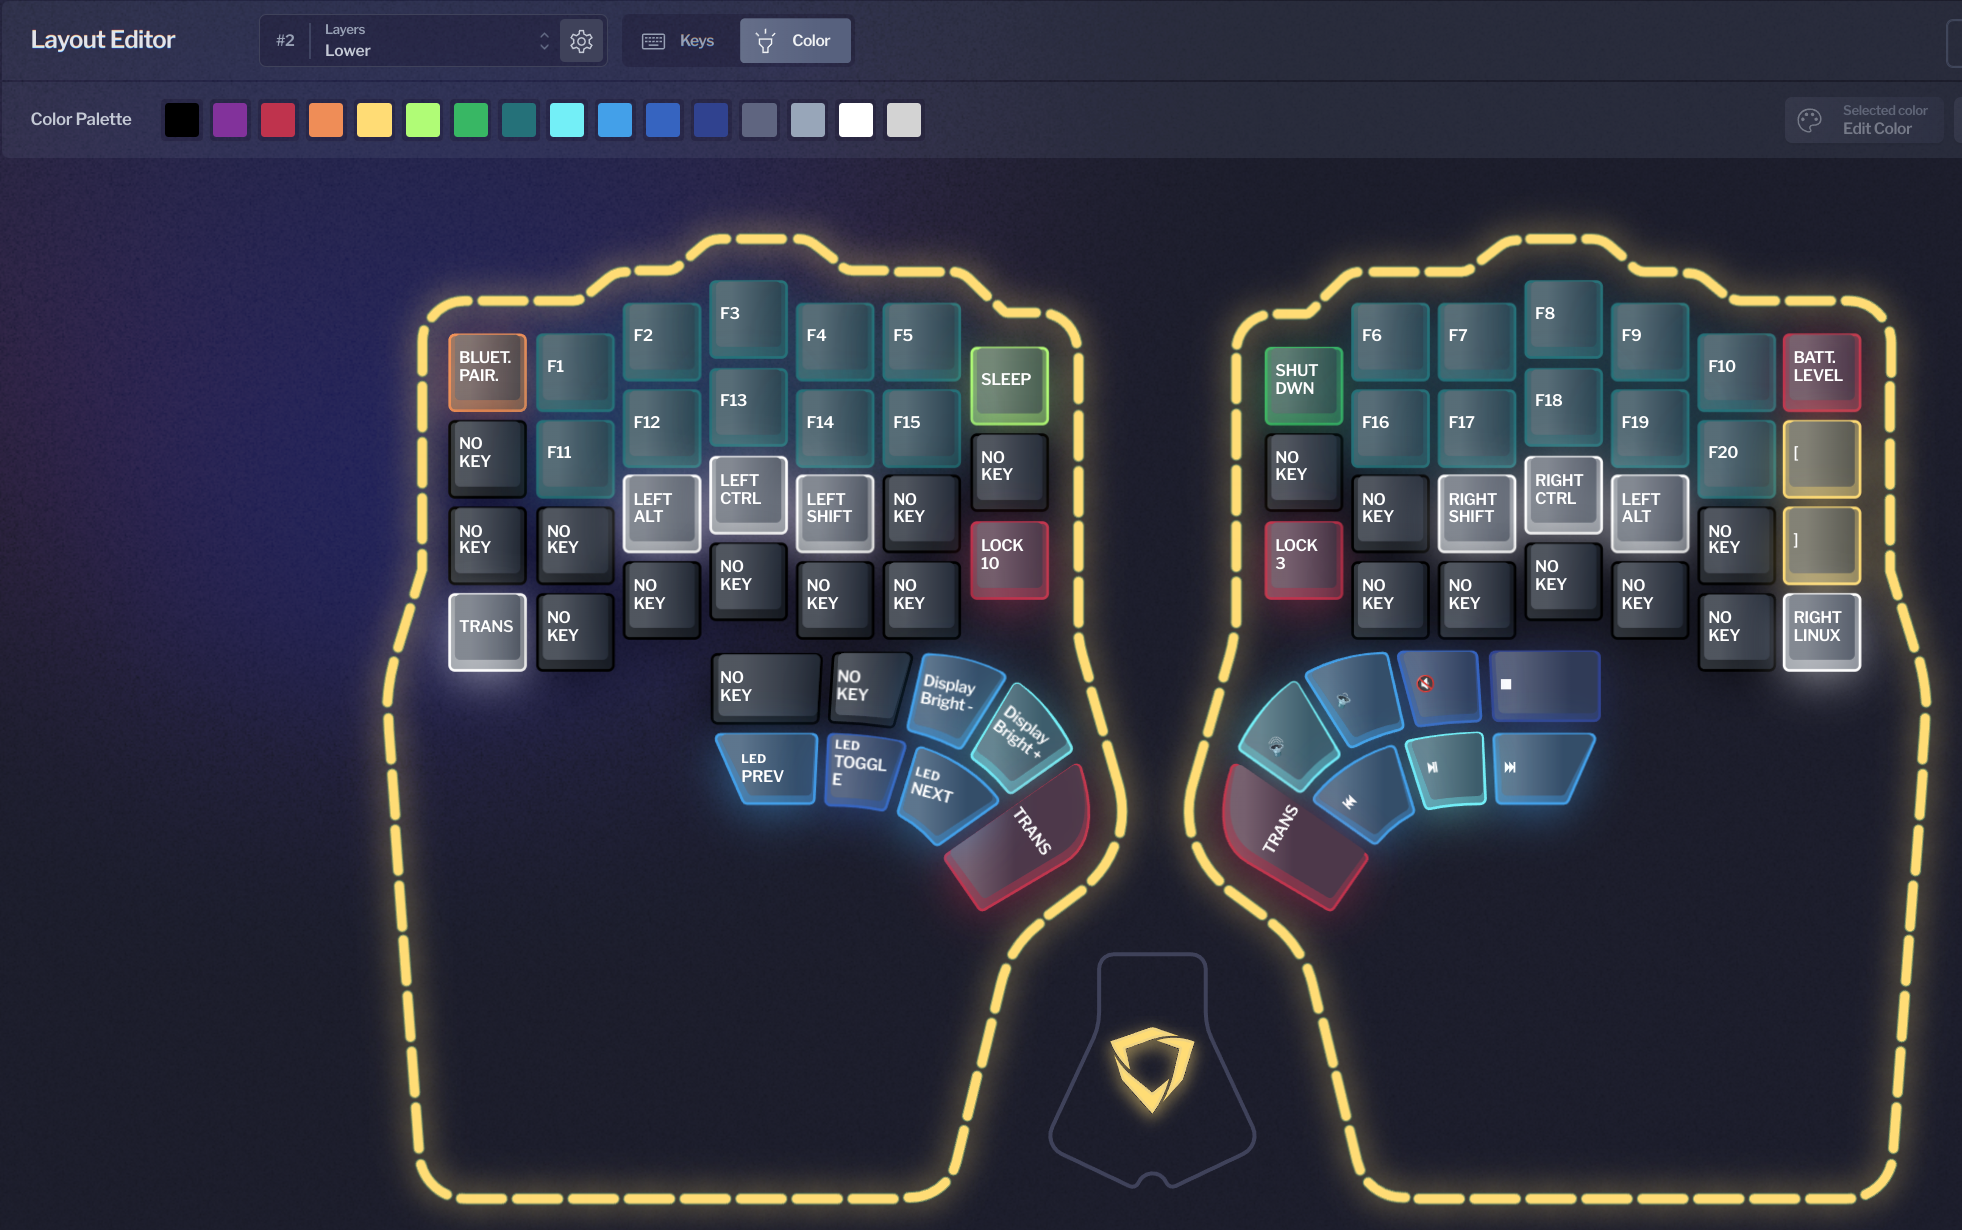 Layout Editor
#2
Layers
Lower
Keys
Color
Color Palette
Selected color
Edit Color
BLUET.
PAIR.
F1
F2
F3
F4
F5
SLEEP
NO
KEY
F11
F12
F13
F14
F15
NO
KEY
NO
KEY
NO
KEY
LEFT
ALT
LEFT
CTRL
LEFT
SHIFT
NO
KEY
LOCK
10
TRANS
NO
KEY
NO
KEY
NO
KEY
NO
KEY
NO
KEY
NO
KEY
NO
KEY
Display
Bright -
Display
Bright +
LED
PREV
LED
TOGGL
E
LED
NEXT
TRANS
SHUT
DWN
F6
F7
F8
F9
F10
BATT.
LEVEL
NO
KEY
F16
F17
F18
F19
F20
[
LOCK
3
NO
KEY
RIGHT
SHIFT
RIGHT
CTRL
LEFT
ALT
NO
KEY
]
NO
KEY
NO
KEY
NO
KEY
NO
KEY
NO
KEY
RIGHT
LINUX
TRANS